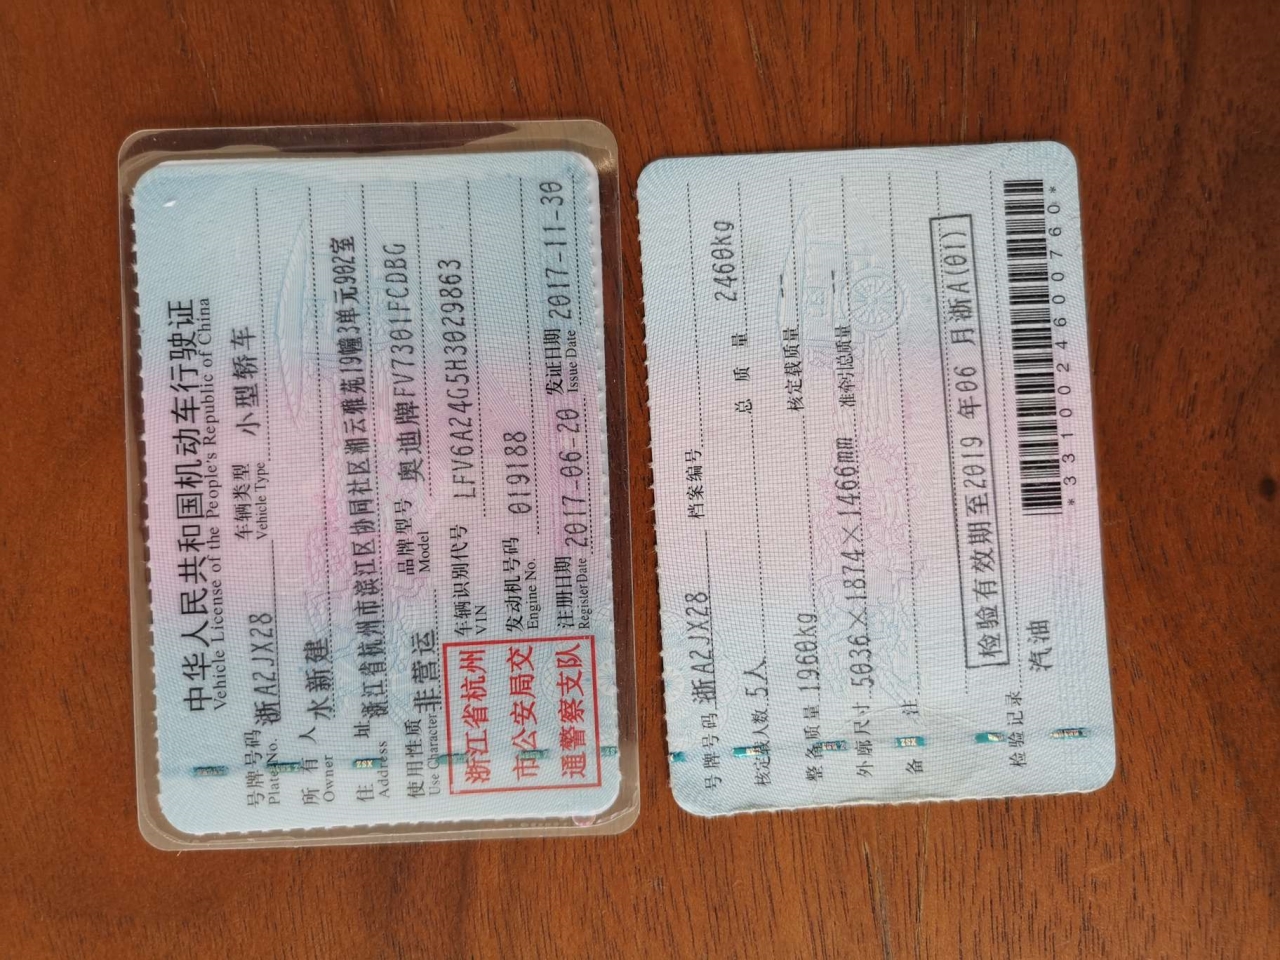 中华人民共和国机动车行驶证
Vehicle License of the People's Republic of China
号牌号码 浙A2JX28 车辆类型 小型轿车
Plate No. Vehicle Type
所有人 水新建
Owner
住址 浙江省杭州市滨江区协同社区湘云雅苑19幢3单元902室
Address
使用性质 非营运 品牌型号 奥迪牌FV7301FCDBG
Use Character Model
浙江省杭州
市公安局交
通警察支队
车辆识别代号 LFV6A24G5H3029863
VIN
发动机号码 019188
Engine No.
注册日期 2017-06-20 发证日期 2017-11-30
Register Date Issue Date
号牌号码 浙A2JX28 档案编号
核定载人数 5人 总质量 2460kg
整备质量 1960kg 核定载质量 --
外廓尺寸 5036×1874×1466mm 准牵引总质量 --
备注
检验有效期至2019 年06 月浙A(01)
检验记录
汽油
*3310024600760*